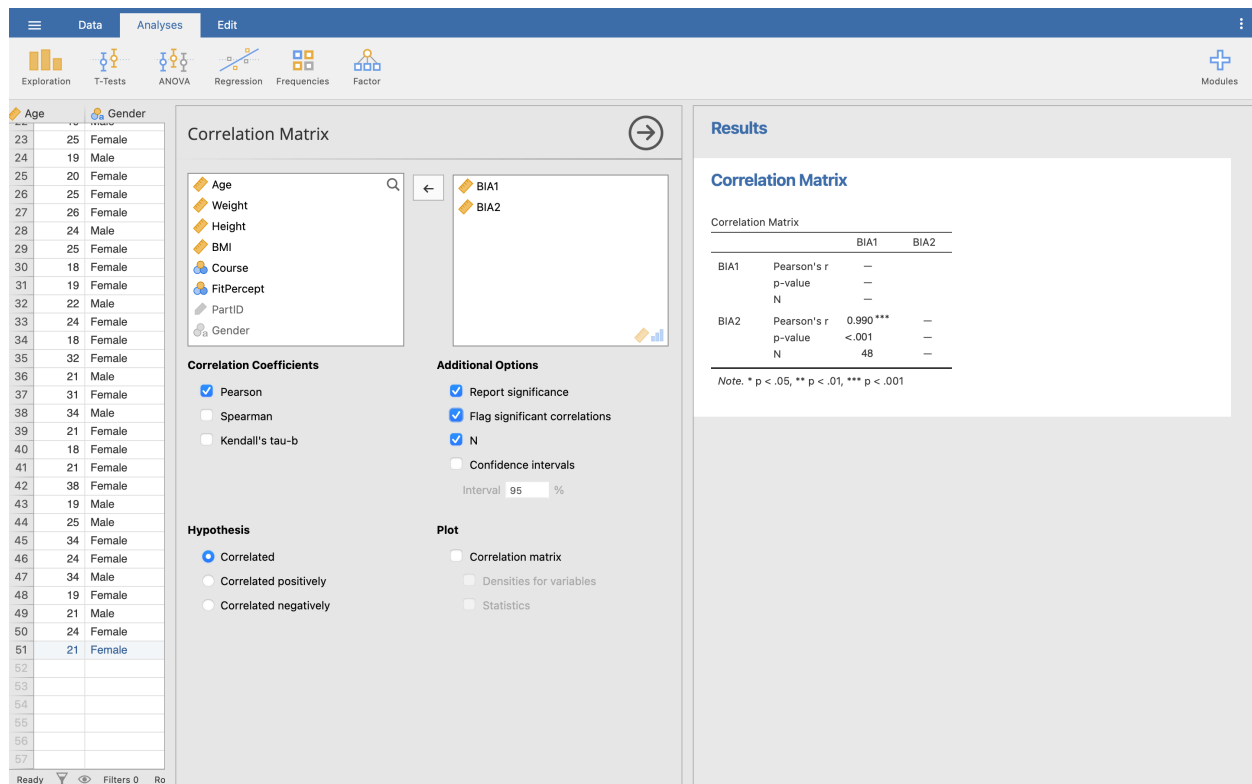 Data Analyses Edit
Exploration T-Tests ANOVA Regression Frequencies Factor Modules
Age Gender
23 25 Female
24 19 Male
25 20 Female
26 25 Female
27 26 Female
28 24 Male
29 25 Female
30 18 Female
31 19 Female
32 22 Male
33 24 Female
34 18 Female
35 32 Female
36 21 Male
37 31 Female
38 34 Male
39 21 Female
40 18 Female
41 21 Female
42 38 Female
43 19 Male
44 25 Male
45 34 Female
46 24 Female
47 34 Male
48 19 Female
49 21 Male
50 24 Female
51 21 Female
52
53
54
55
56
57
Ready Filters 0 Ro
Correlation Matrix
Age
Weight
Height
BMI
Course
FitPercept
PartID
Gender
BIA1
BIA2
Correlation Coefficients
Pearson
Spearman
Kendall's tau-b
Additional Options
Report significance
Flag significant correlations
N
Confidence intervals
Interval 95 %
Hypothesis
Correlated
Correlated positively
Correlated negatively
Plot
Correlation matrix
Densities for variables
Statistics
Results
Correlation Matrix
Correlation Matrix
BIA1 BIA2
BIA1 Pearson's r —
p-value —
N —
BIA2 Pearson's r 0.990 *** —
p-value <.001 —
N 48 —
Note. * p < .05, ** p < .01, *** p < .001